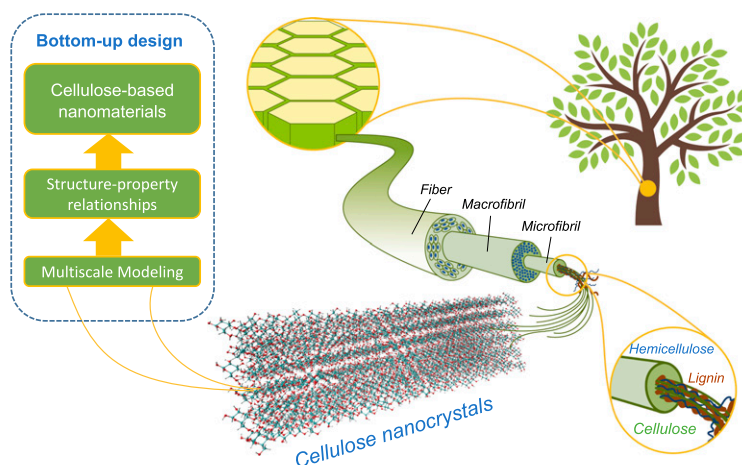 Bottom-up design
Cellulose-based
nanomaterials
Structure-property
relationships
Multiscale Modeling
Fiber
Macrofibril
Microfibril
Hemicellulose
Lignin
Cellulose
Cellulose nanocrystals